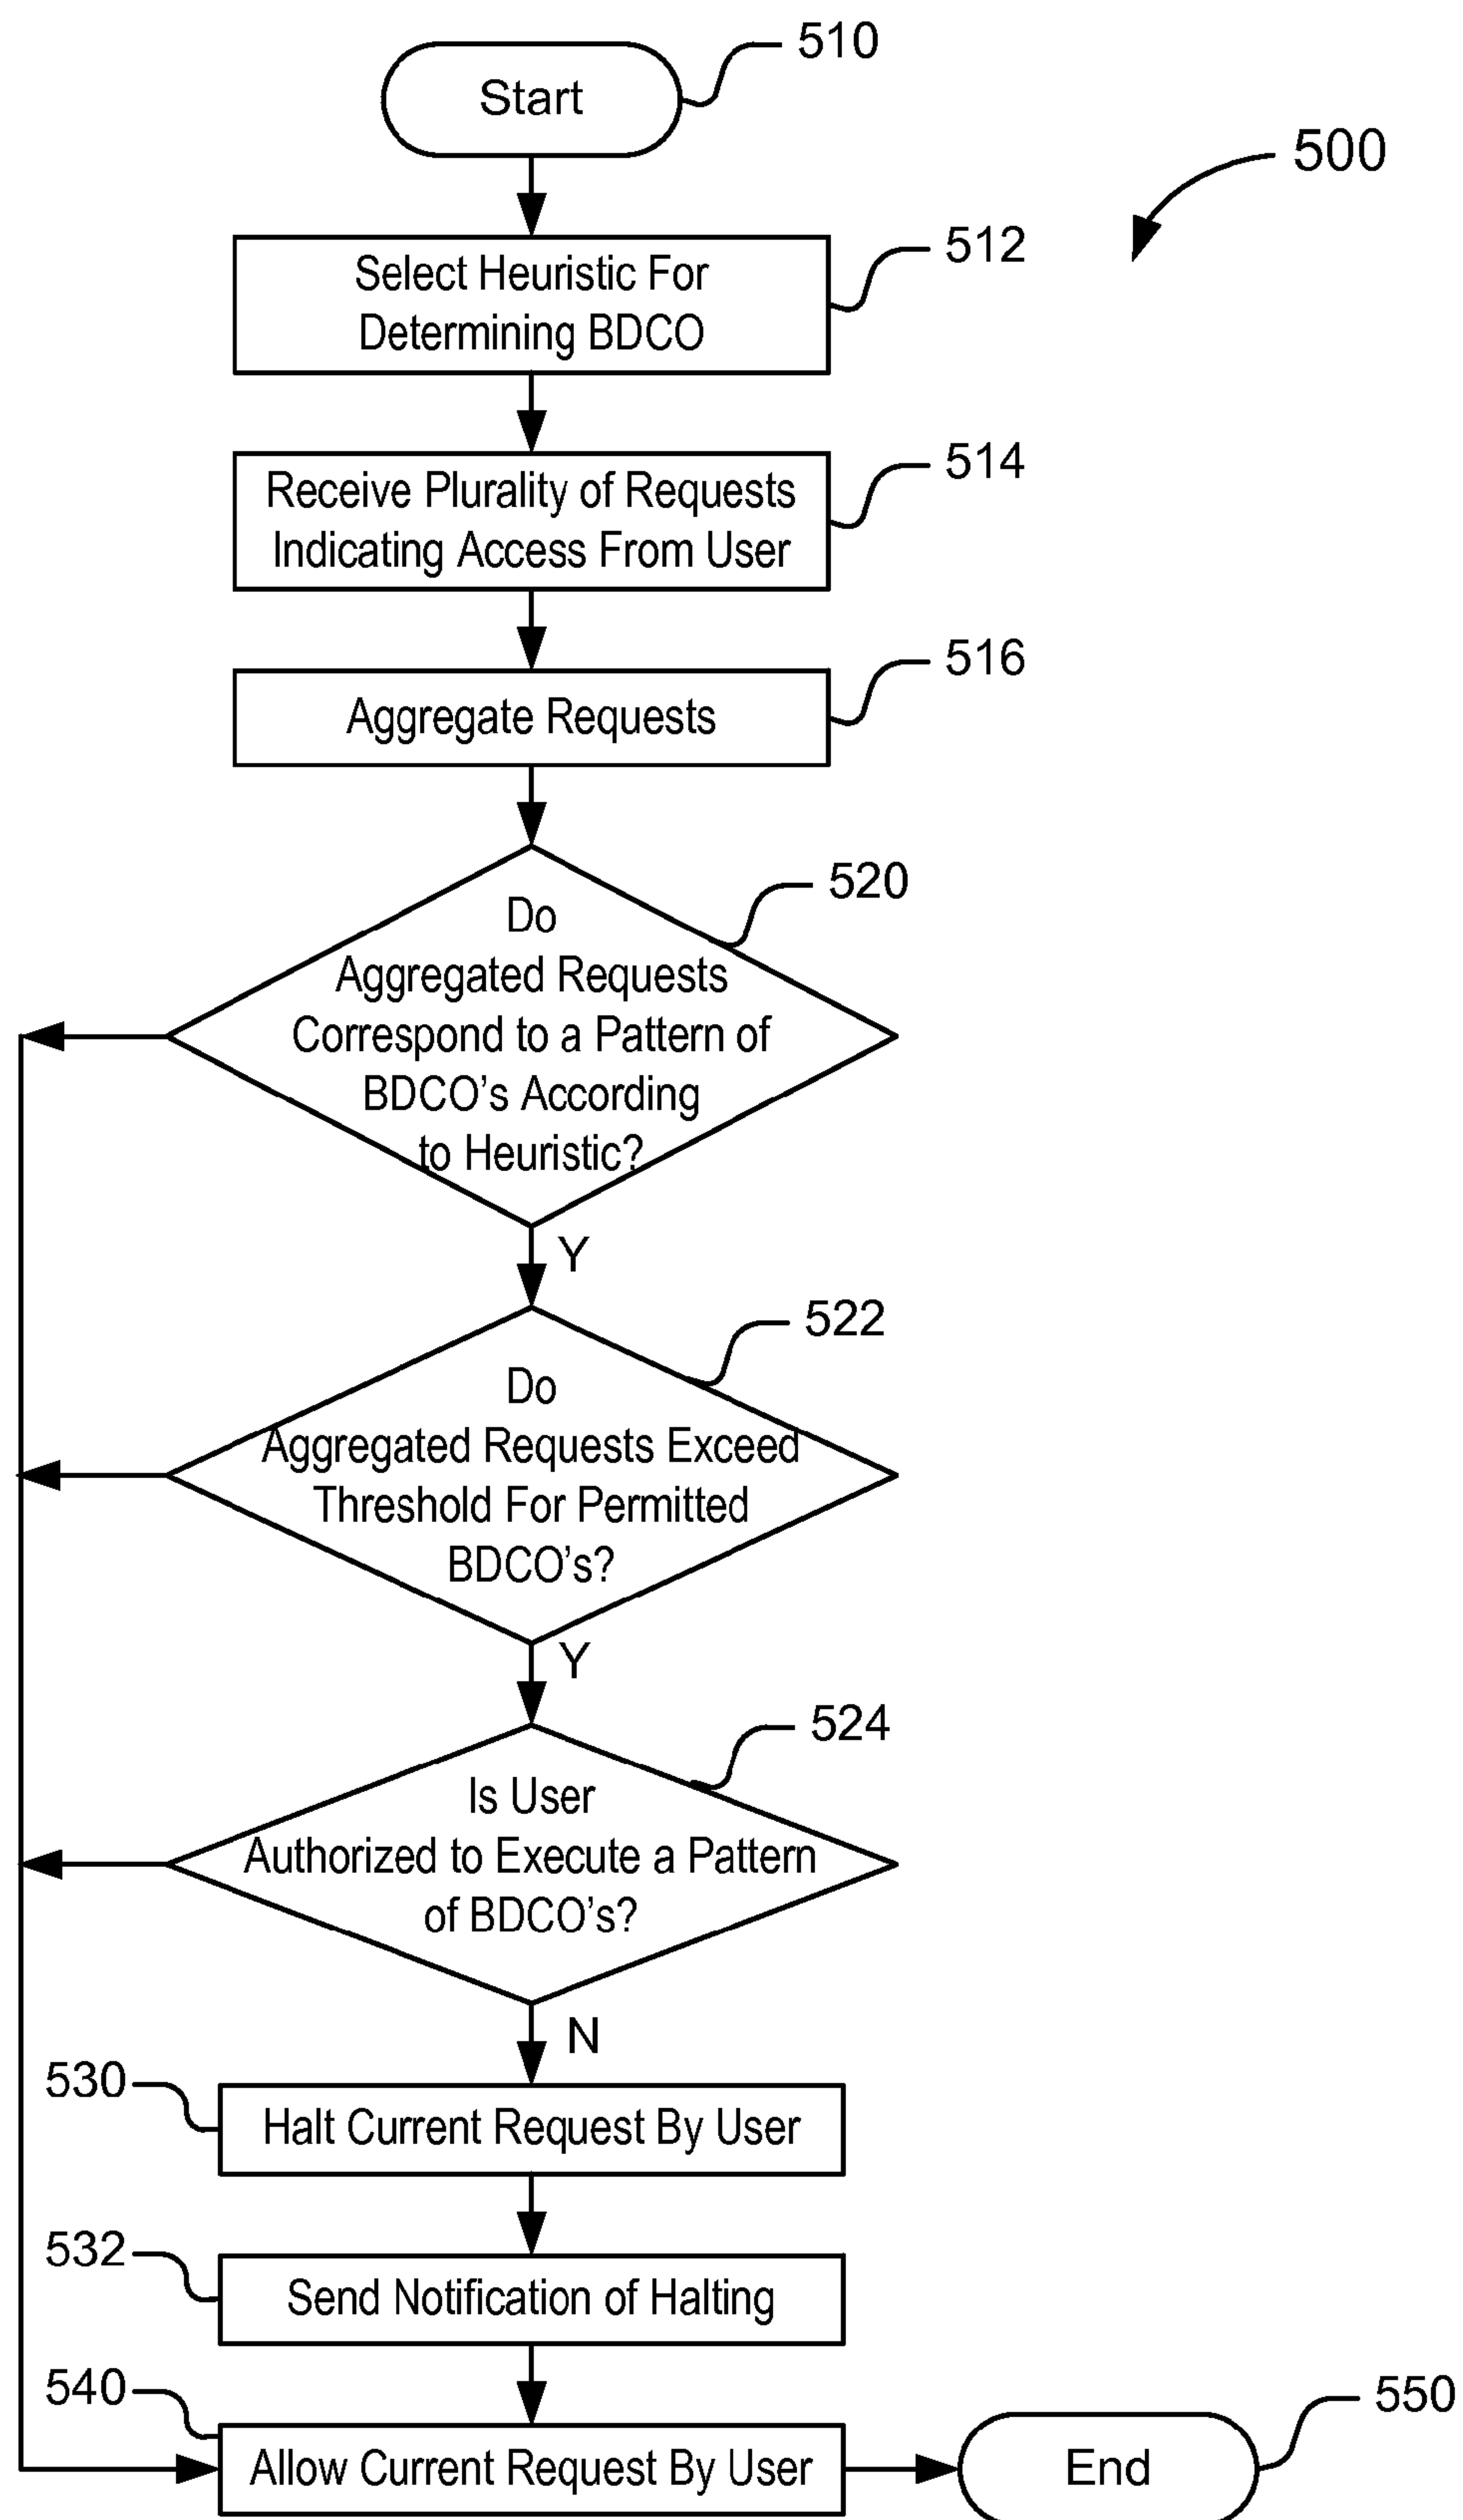 510
Start
500
512
Select Heuristic For
Determining BDCO
514
Receive Plurality of Requests
Indicating Access From User
516
Aggregate Requests
520
Do
Aggregated Requests
Correspond to a Pattern of
BDCO's According
to Heuristic?
Y
522
Do
Aggregated Requests Exceed
Threshold For Permitted
BDCO's?
Y
524
Is User
Authorized to Execute a Pattern
of BDCO's?
N
530
Halt Current Request By User
532
Send Notification of Halting
540
Allow Current Request By User
550
End